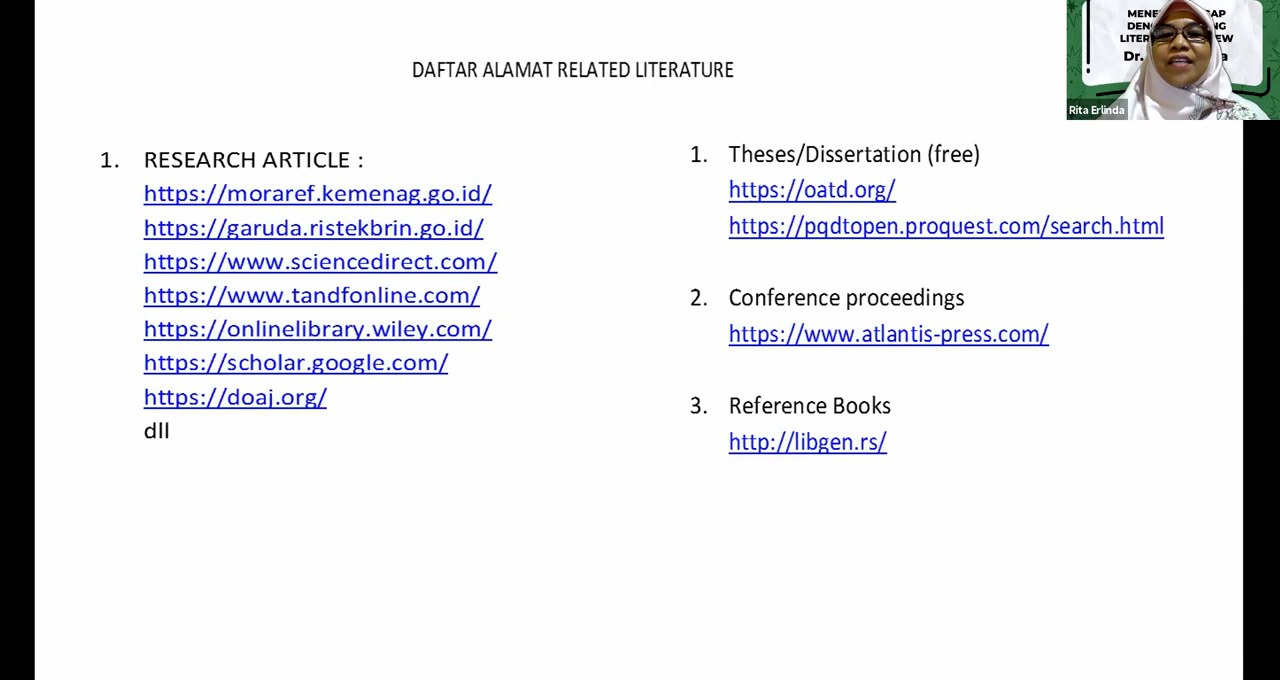 DAFTAR ALAMAT RELATED LITERATURE
1. RESEARCH ARTICLE :
https://moraref.kemenag.go.id/
https://garuda.ristekbrin.go.id/
https://www.sciencedirect.com/
https://www.tandfonline.com/
https://onlinelibrary.wiley.com/
https://scholar.google.com/
https://doaj.org/
dll
1. Theses/Dissertation (free)
https://oatd.org/
https://pqdtopen.proquest.com/search.html
2. Conference proceedings
https://www.atlantis-press.com/
3. Reference Books
http://libgen.rs/
Dr.
Rita Erlinda